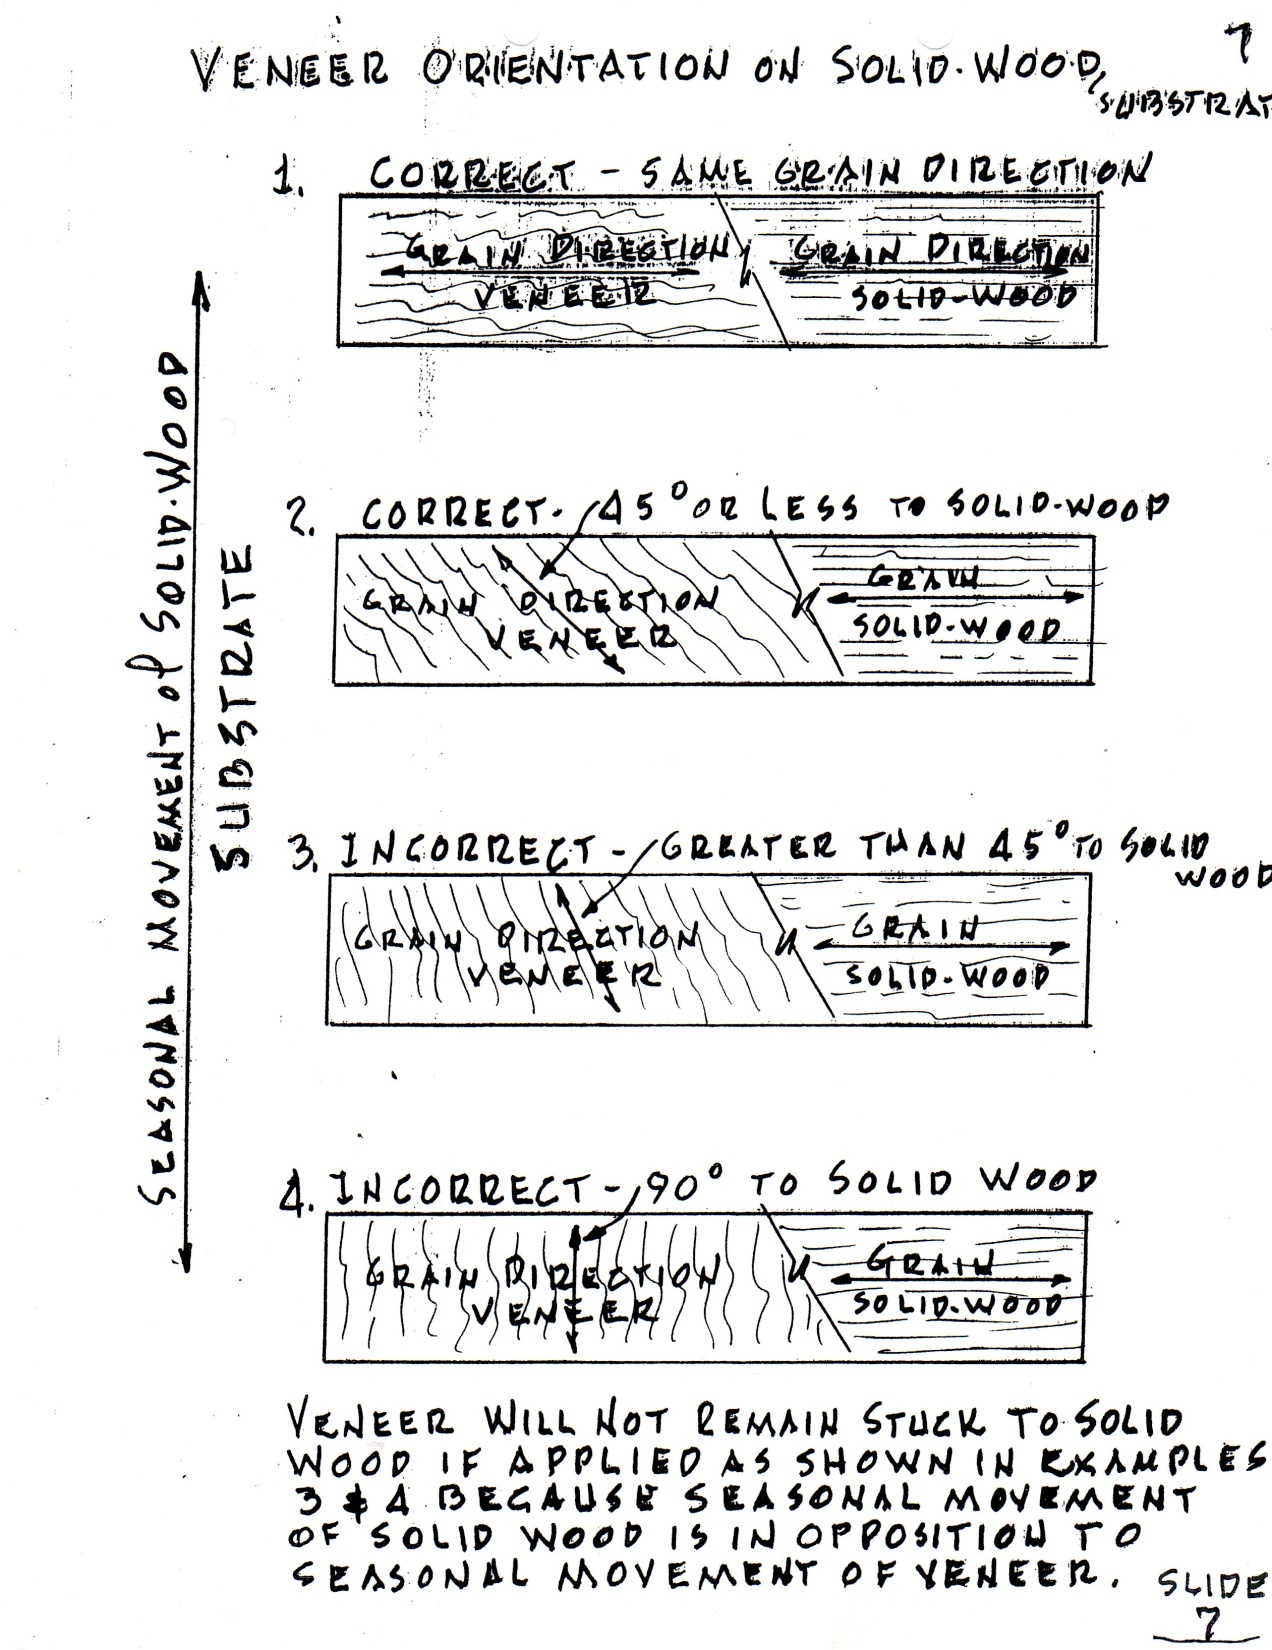 7
VENEER ORIENTATION ON SOLID-WOOD
SUBSTRAT
1. CORRECT - SAME GRAIN DIRECTION
GRAIN DIRECTION
VENEER
GRAIN DIRECTION
SOLID-WOOD
SEASONAL MOVEMENT of SOLID-WOOD
SUBSTRATE
2. CORRECT- 45° OR LESS TO SOLID-WOOD
GRAIN DIRECTION
VENEER
GRAIN
SOLID-WOOD
3. INCORRECT - GREATER THAN 45° TO SOLID
WOOD
GRAIN DIRECTION
VENEER
GRAIN
SOLID-WOOD
4. INCORRECT - 90° TO SOLID WOOD
GRAIN DIRECTION
VENEER
GRAIN
SOLID-WOOD
VENEER WILL NOT REMAIN STUCK TO SOLID
WOOD IF APPLIED AS SHOWN IN EXAMPLES
3 & 4 BECAUSE SEASONAL MOVEMENT
OF SOLID WOOD IS IN OPPOSITION TO
SEASONAL MOVEMENT OF VENEER.
SLIDE
7